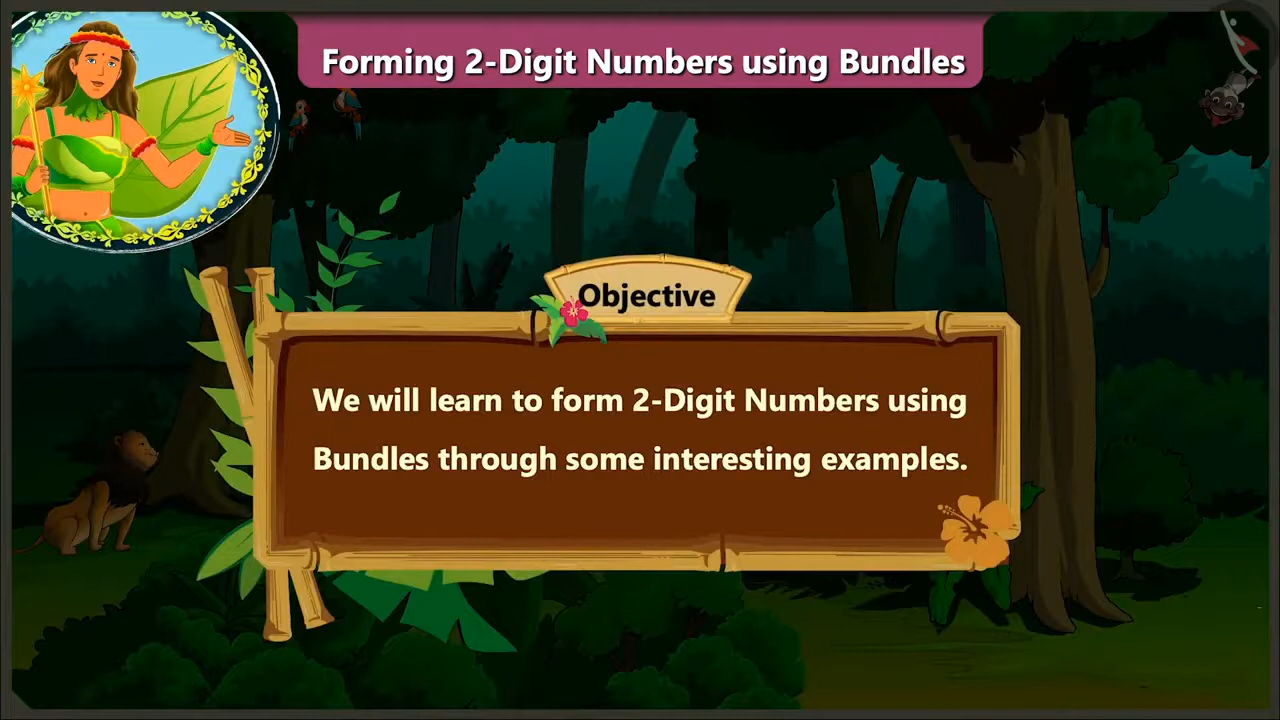 Forming 2-Digit Numbers using Bundles
Objective
We will learn to form 2-Digit Numbers using
Bundles through some interesting examples.